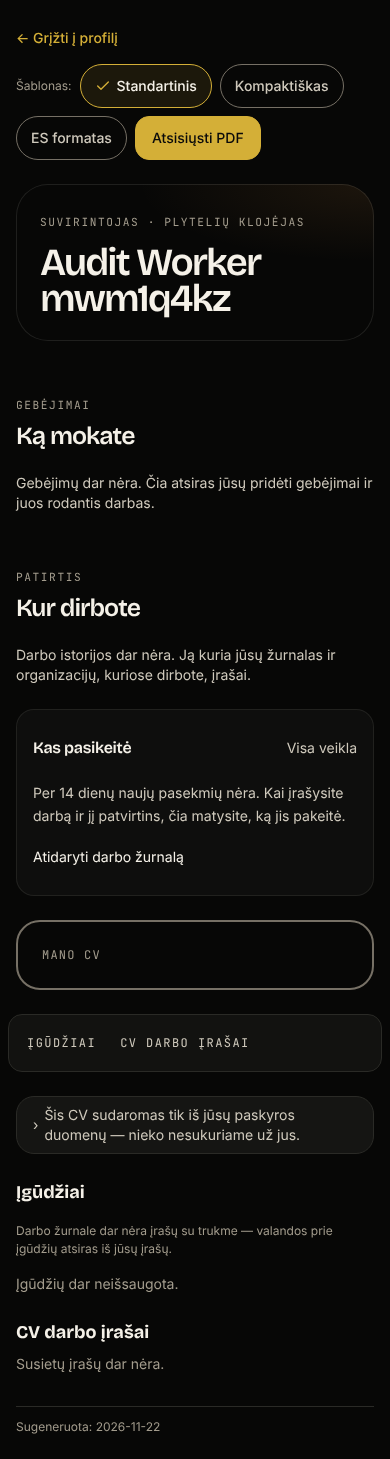 ← Grįžti į profilį
Šablonas:
Standartinis
Kompaktiškas
ES formatas
Atsisiųsti PDF
SUVIRINTOJAS · PLYTELIŲ KLOJĖJAS
Audit Worker
mwm1q4kz
GEBĖJIMAI
Ką mokate
Gebėjimų dar nėra. Čia atsiras jūsų pridėti gebėjimai ir
juos rodantis darbas.
PATIRTIS
Kur dirbote
Darbo istorijos dar nėra. Ją kuria jūsų žurnalas ir
organizacijų, kuriose dirbote, įrašai.
Kas pasikeitė
Visa veikla
Per 14 dienų naujų pasekmių nėra. Kai įrašysite
darbą ir jį patvirtins, čia matysite, ką jis pakeitė.
Atidaryti darbo žurnalą
MANO CV
ĮGŪDŽIAI
CV DARBO ĮRAŠAI
› Šis CV sudaromas tik iš jūsų paskyros
duomenų — nieko nesukuriame už jus.
Įgūdžiai
Darbo žurnale dar nėra įrašų su trukme — valandos prie
įgūdžių atsiras iš jūsų įrašų.
Įgūdžių dar neišsaugota.
CV darbo įrašai
Susietų įrašų dar nėra.
Sugeneruota: 2026-11-22